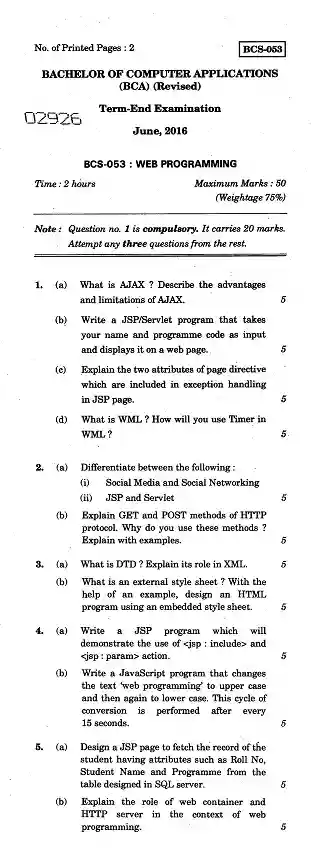 No. of Printed Pages : 2
BCS-053
BACHELOR OF COMPUTER APPLICATIONS
(BCA) (Revised)
02926
Term-End Examination
June, 2016
BCS-053 : WEB PROGRAMMING
Time : 2 hours Maximum Marks : 50
(Weightage 75%)
Note : Question no. 1 is compulsory. It carries 20 marks.
Attempt any three questions from the rest.
1. (a) What is AJAX ? Describe the advantages
and limitations of AJAX. 5
(b) Write a JSP/Servlet program that takes
your name and programme code as input
and displays it on a web page. 5
(c) Explain the two attributes of page directive
which are included in exception handling
in JSP page. 5
(d) What is WML ? How will you use Timer in
WML ? 5
2. (a) Differentiate between the following :
(i) Social Media and Social Networking
(ii) JSP and Servlet 5
(b) Explain GET and POST methods of HTTP
protocol. Why do you use these methods ?
Explain with examples. 5
3. (a) What is DTD ? Explain its role in XML. 5
(b) What is an external style sheet ? With the
help of an example, design an HTML
program using an embedded style sheet. 5
4. (a) Write a JSP program which will
demonstrate the use of <jsp : include> and
<jsp : param> action. 5
(b) Write a JavaScript program that changes
the text 'web programming' to upper case
and then again to lower case. This cycle of
conversion is performed after every
15 seconds. 5
5. (a) Design a JSP page to fetch the record of the
student having attributes such as Roll No,
Student Name and Programme from the
table designed in SQL server. 5
(b) Explain the role of web container and
HTTP server in the context of web
programming. 5